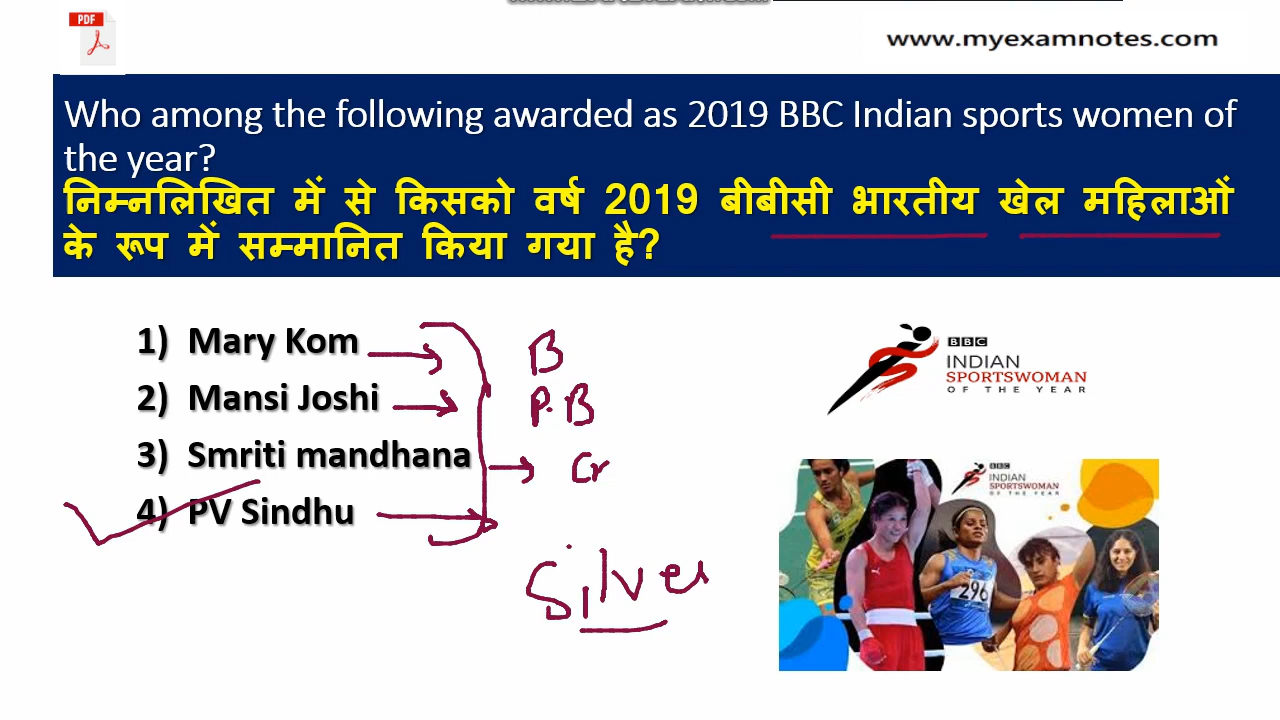 PDF
www.myexamnotes.com
Who among the following awarded as 2019 BBC Indian sports women of
the year?
निम्नलिखित में से किसको वर्ष 2019 बीबीसी भारतीय खेल महिलाओं
के रूप में सम्मानित किया गया है?
1) Mary Kom
B
2) Mansi Joshi
P.B
3) Smriti mandhana
Cr
4) PV Sindhu
Silver
BBC
INDIAN
SPORTSWOMAN
OF THE YEAR
BBC
INDIAN
SPORTSWOMAN
OF THE YEAR
296